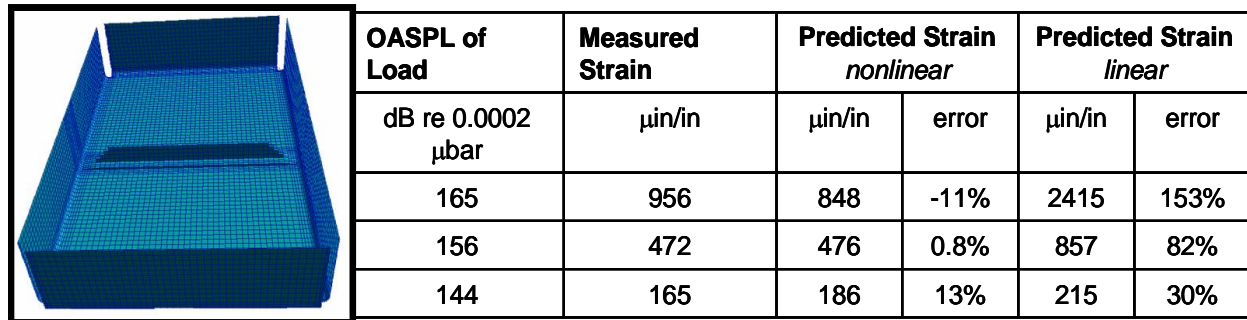 OASPL of Load Measured Strain Predicted Strain nonlinear Predicted Strain linear
dB re 0.0002 μbar μin/in μin/in error μin/in error
165 956 848 -11% 2415 153%
156 472 476 0.8% 857 82%
144 165 186 13% 215 30%